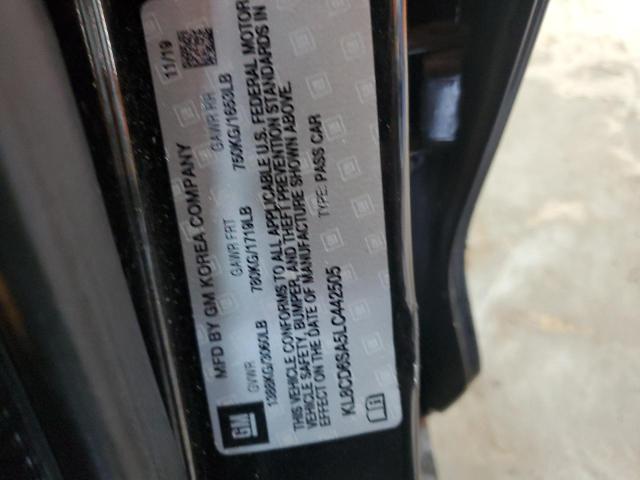 MFD BY GM KOREA COMPANY 11/19
GVWR GAWR FRT GAWR RR
1388KG/3060LB 780KG/1719LB 750KG/1653LB
THIS VEHICLE CONFORMS TO ALL APPLICABLE U.S. FEDERAL MOTOR
VEHICLE SAFETY, BUMPER, AND THEFT PREVENTION STANDARDS IN
EFFECT ON THE DATE OF MANUFACTURE SHOWN ABOVE.
TYPE: PASS CAR
KL8CD6SA5LC442505
GM